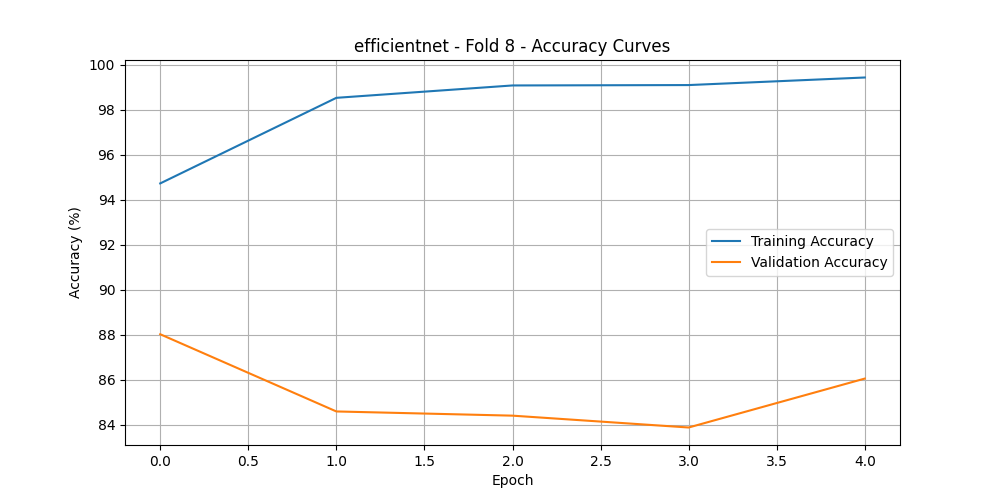 efficientnet - Fold 8 - Accuracy Curves
100
98
96
94
92
90
88
86
84
Accuracy (%)
Training Accuracy
Validation Accuracy
0.0 0.5 1.0 1.5 2.0 2.5 3.0 3.5 4.0
Epoch